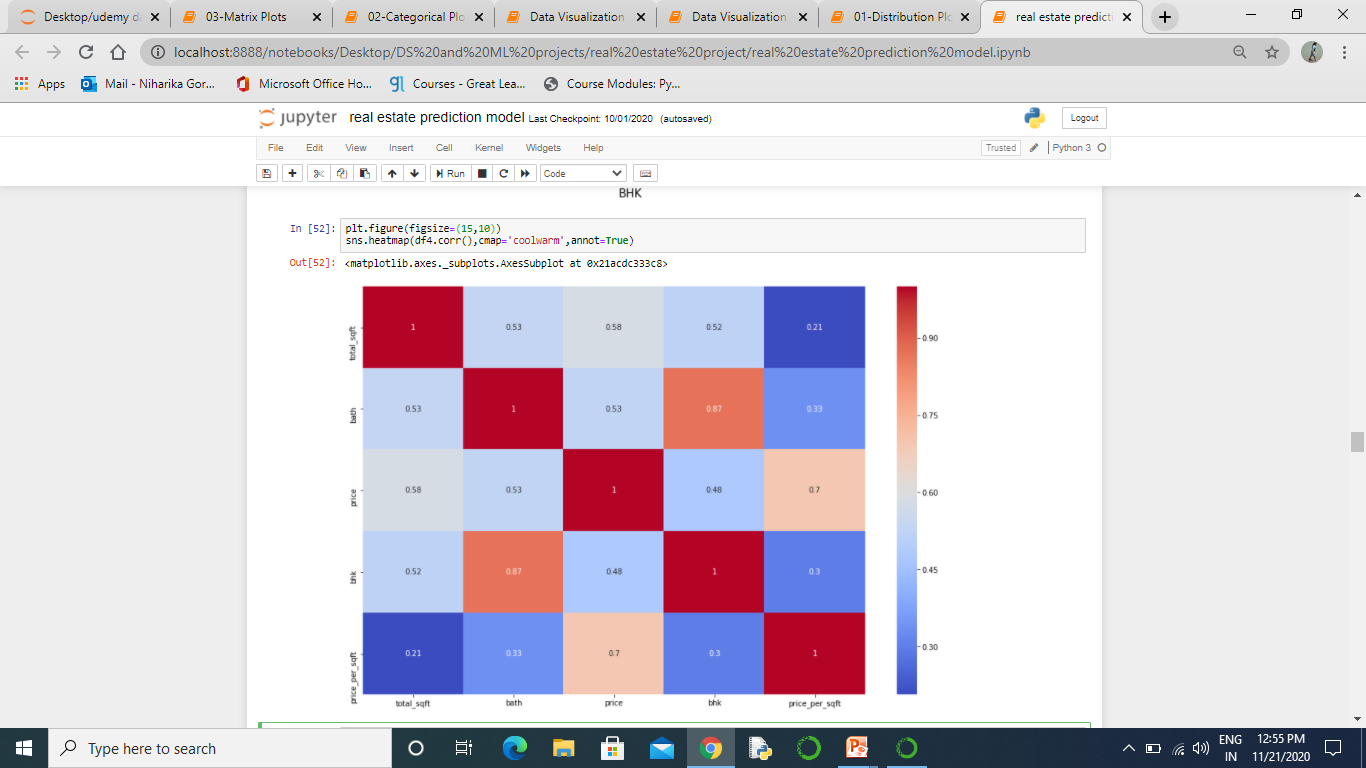 Desktop/udemy da
03-Matrix Plots
02-Categorical Plo
Data Visualization
Data Visualization
01-Distribution Plo
real estate predicti
localhost:8888/notebooks/Desktop/DS%20and%20ML%20projects/real%20estate%20project/real%20estate%20prediction%20model.ipynb
Apps
Mail - Niharika Gor...
Microsoft Office Ho...
Courses - Great Lea...
Course Modules: Py...
jupyter real estate prediction model Last Checkpoint: 10/01/2020 (autosaved)
Logout
File Edit View Insert Cell Kernel Widgets Help
Trusted
Python 3
Run
Code
BHK
In [52]: plt.figure(figsize=(15,10))
sns.heatmap(df4.corr(),cmap='coolwarm',annot=True)
Out[52]: <matplotlib.axes._subplots.AxesSubplot at 0x21acdc333c8>
total_sqft 1 0.53 0.58 0.52 0.21
bath 0.53 1 0.53 0.87 0.33
price 0.58 0.53 1 0.48 0.7
bhk 0.52 0.87 0.48 1 0.3
price_per_sqft 0.21 0.33 0.7 0.3 1
total_sqft bath price bhk price_per_sqft
0.90
0.75
0.60
0.45
0.30
Type here to search
ENG
IN
12:55 PM
11/21/2020